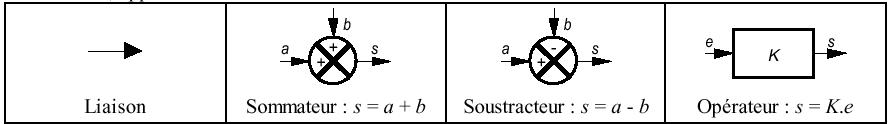 b
a + + s
b
a + - s
e K s
Liaison
Sommateur : s = a + b
Soustracteur : s = a - b
Opérateur : s = K.e